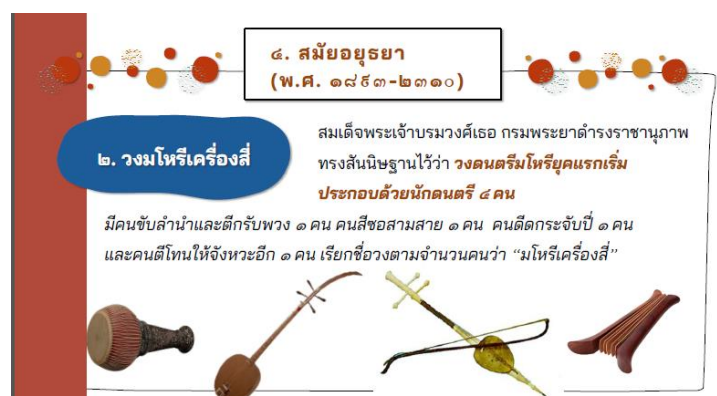 ๔. สมัยอยุธยา
(พ.ศ. ๑๘๙๓-๒๓๑๐)
๒. วงมโหรีเครื่องสี่
สมเด็จพระเจ้าบรมวงศ์เธอ กรมพระยาดำรงราชานุภาพ
ทรงสันนิษฐานไว้ว่า วงดนตรีมโหรียุคแรกเริ่ม
ประกอบด้วยนักดนตรี ๔ คน
มีคนขับลำนำและตีกรับพวง ๑ คน คนสีซอสามสาย ๑ คน คนดีดกระจับปี่ ๑ คน
และคนตีโทนให้จังหวะอีก ๑ คน เรียกชื่อวงตามจำนวนคนว่า “มโหรีเครื่องสี่”